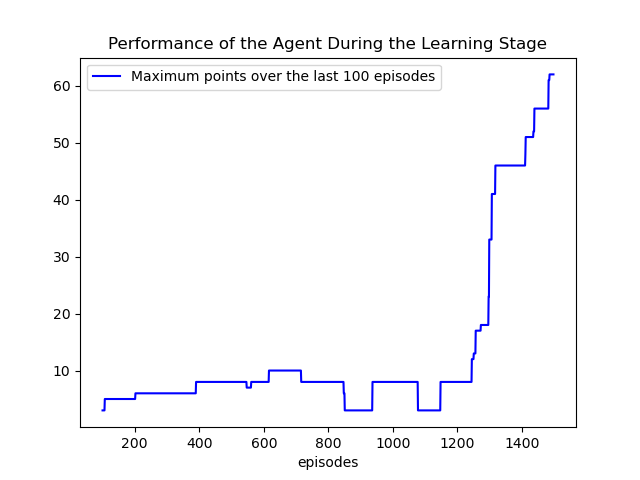 Performance of the Agent During the Learning Stage
Maximum points over the last 100 episodes
60
50
40
30
20
10
200 400 600 800 1000 1200 1400
episodes